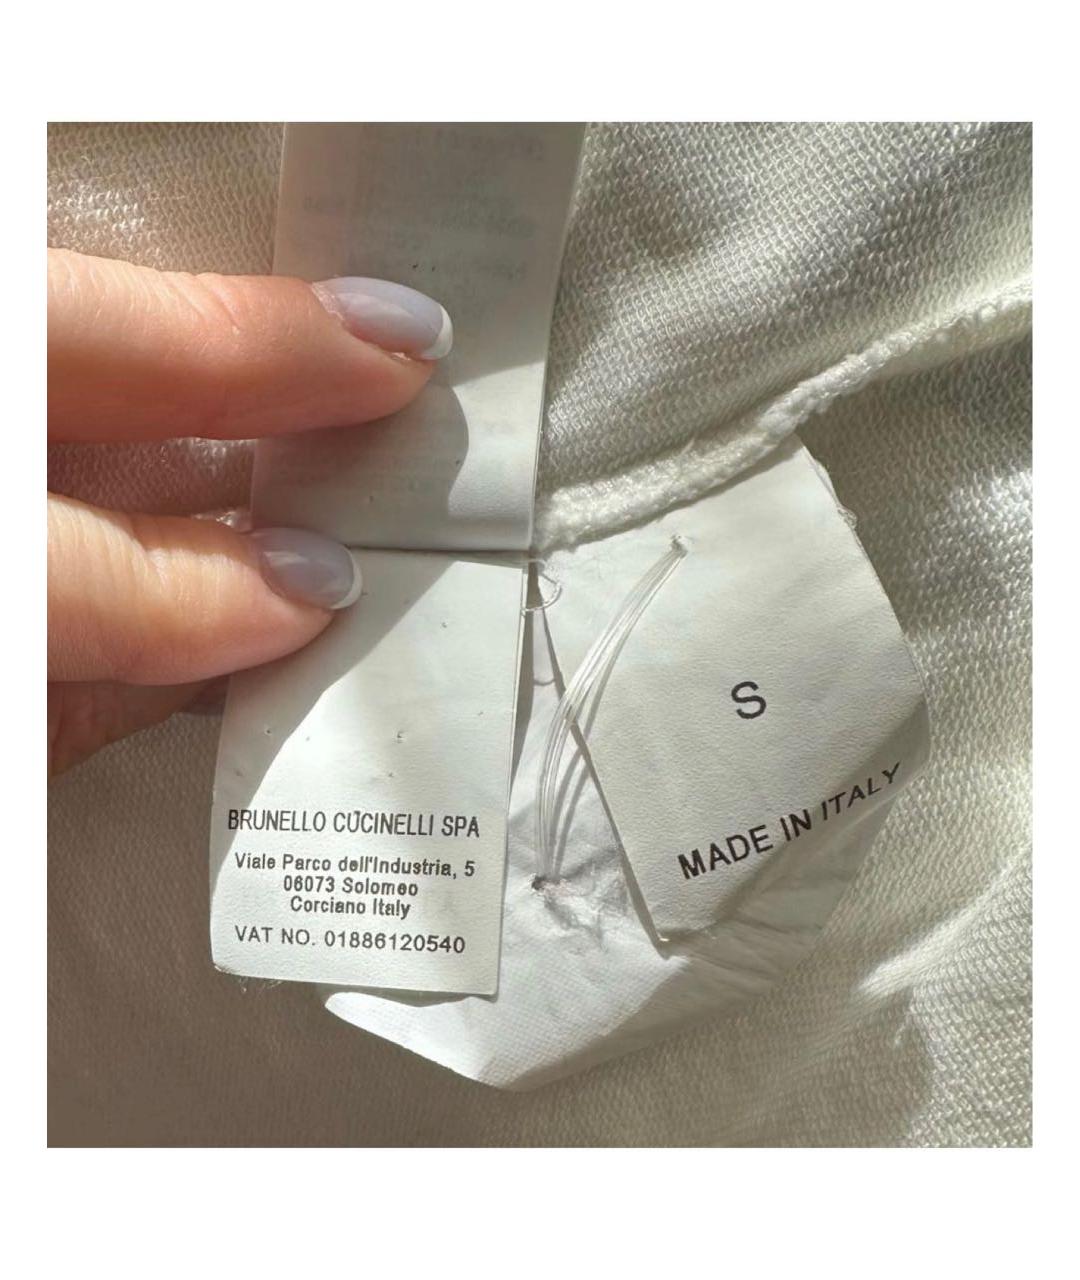 BRUNELLO CUCINELLI SPA
Viale Parco dell'Industria, 5
06073 Solomeo
Corciano Italy
VAT NO. 01886120540
S
MADE IN ITALY